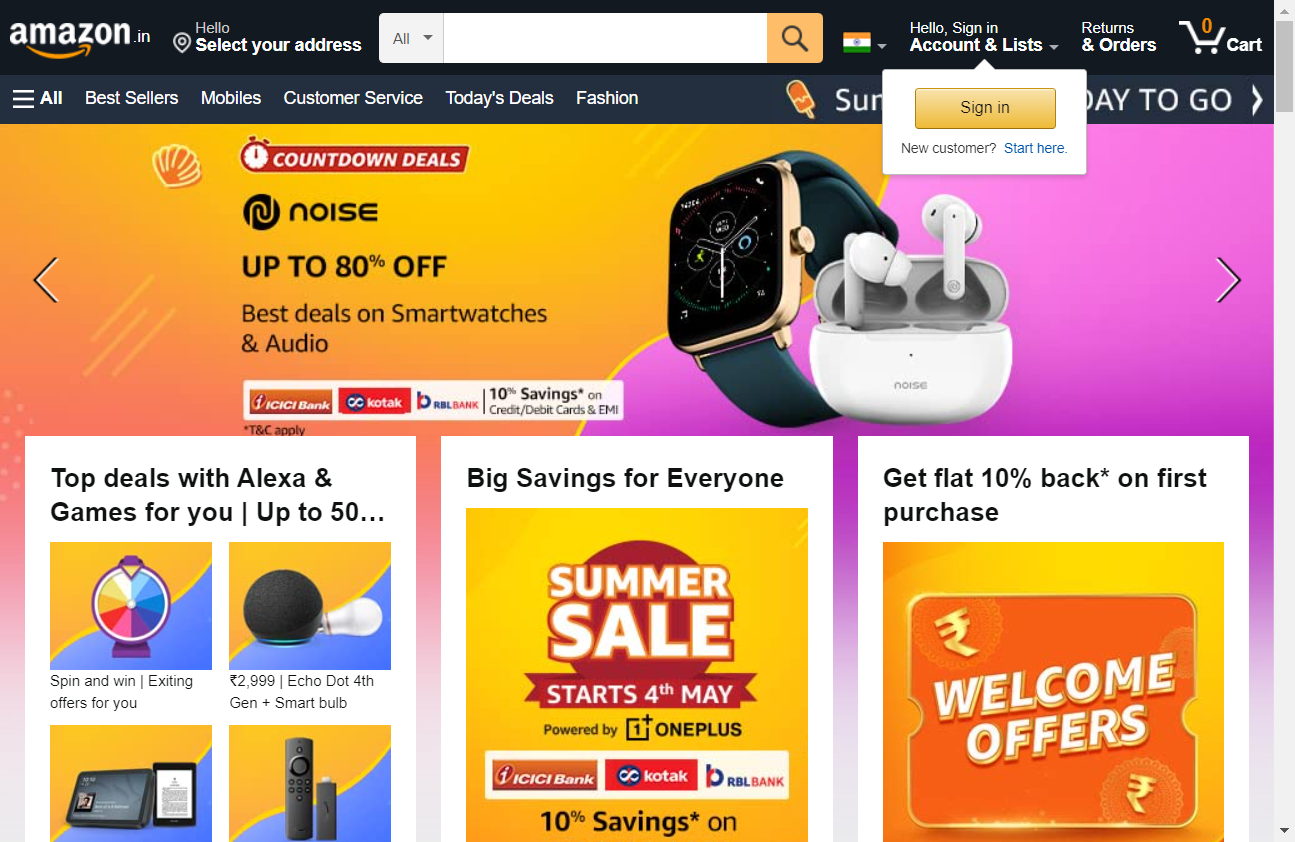 amazon.in
Hello
Select your address
All
Hello, Sign in
Account & Lists
Returns
& Orders
0
Cart
All
Best Sellers
Mobiles
Customer Service
Today's Deals
Fashion
DAY TO GO
Sign in
New customer? Start here.
COUNTDOWN DEALS
NOISE
UP TO 80% OFF
Best deals on Smartwatches
& Audio
ICICI Bank
kotak
RBL BANK
10% Savings* on
Credit/Debit Cards & EMI
*T&C apply
noise
Top deals with Alexa &
Games for you | Up to 50…
Spin and win | Exiting
offers for you
₹2,999 | Echo Dot 4th
Gen + Smart bulb
Big Savings for Everyone
SUMMER
SALE
STARTS 4th MAY
Powered by 1+ ONEPLUS
ICICI Bank
kotak
RBL BANK
10% Savings* on
Get flat 10% back* on first
purchase
₹
WELCOME
OFFERS
₹